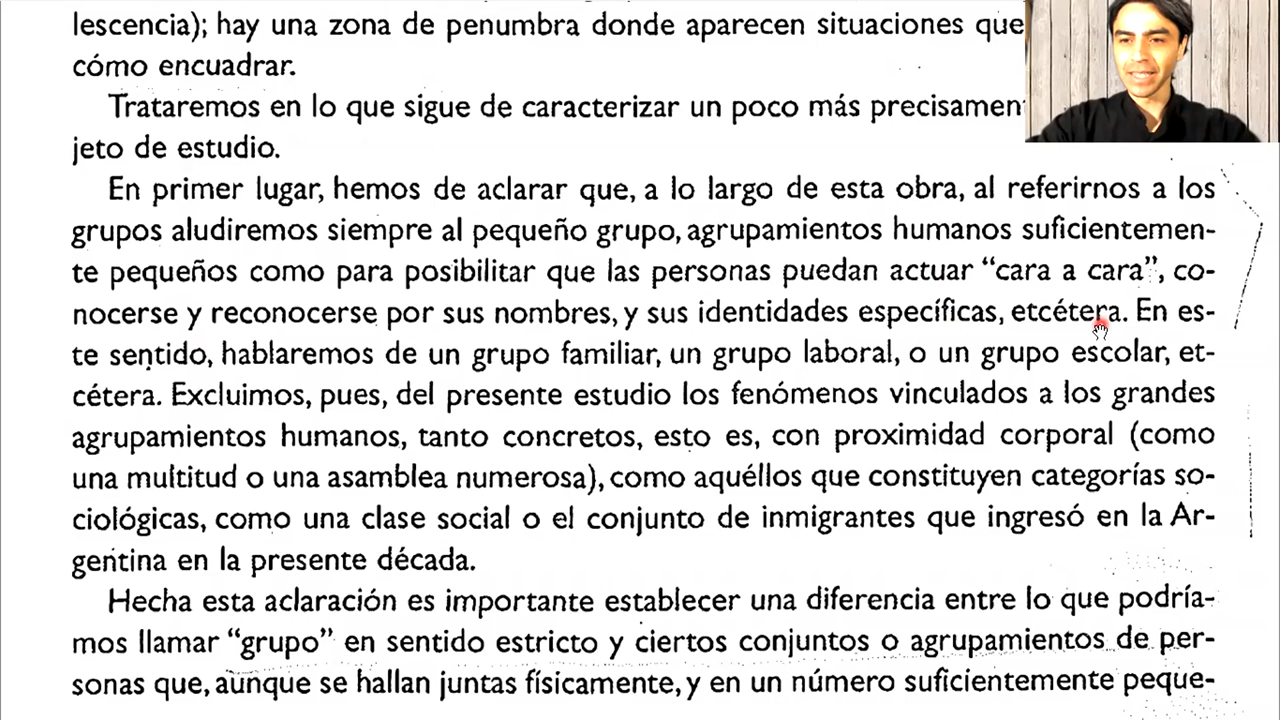 lescencia); hay una zona de penumbra donde aparecen situaciones que
cómo encuadrar.
Trataremos en lo que sigue de caracterizar un poco más precisamen
jeto de estudio.
En primer lugar, hemos de aclarar que, a lo largo de esta obra, al referirnos a los
grupos aludiremos siempre al pequeño grupo, agrupamientos humanos suficientemen-
te pequeños como para posibilitar que las personas puedan actuar “cara a cara”, co-
nocerse y reconocerse por sus nombres, y sus identidades específicas, etcétera. En es-
te sentido, hablaremos de un grupo familiar, un grupo laboral, o un grupo escolar, et-
cétera. Excluimos, pues, del presente estudio los fenómenos vinculados a los grandes
agrupamientos humanos, tanto concretos, esto es, con proximidad corporal (como
una multitud o una asamblea numerosa), como aquéllos que constituyen categorías so-
ciológicas, como una clase social o el conjunto de inmigrantes que ingresó en la Ar-
gentina en la presente década.
Hecha esta aclaración es importante establecer una diferencia entre lo que podría-
mos llamar “grupo” en sentido estricto y ciertos conjuntos o agrupamientos de per-
sonas que, aunque se hallan juntas físicamente, y en un número suficientemente peque-